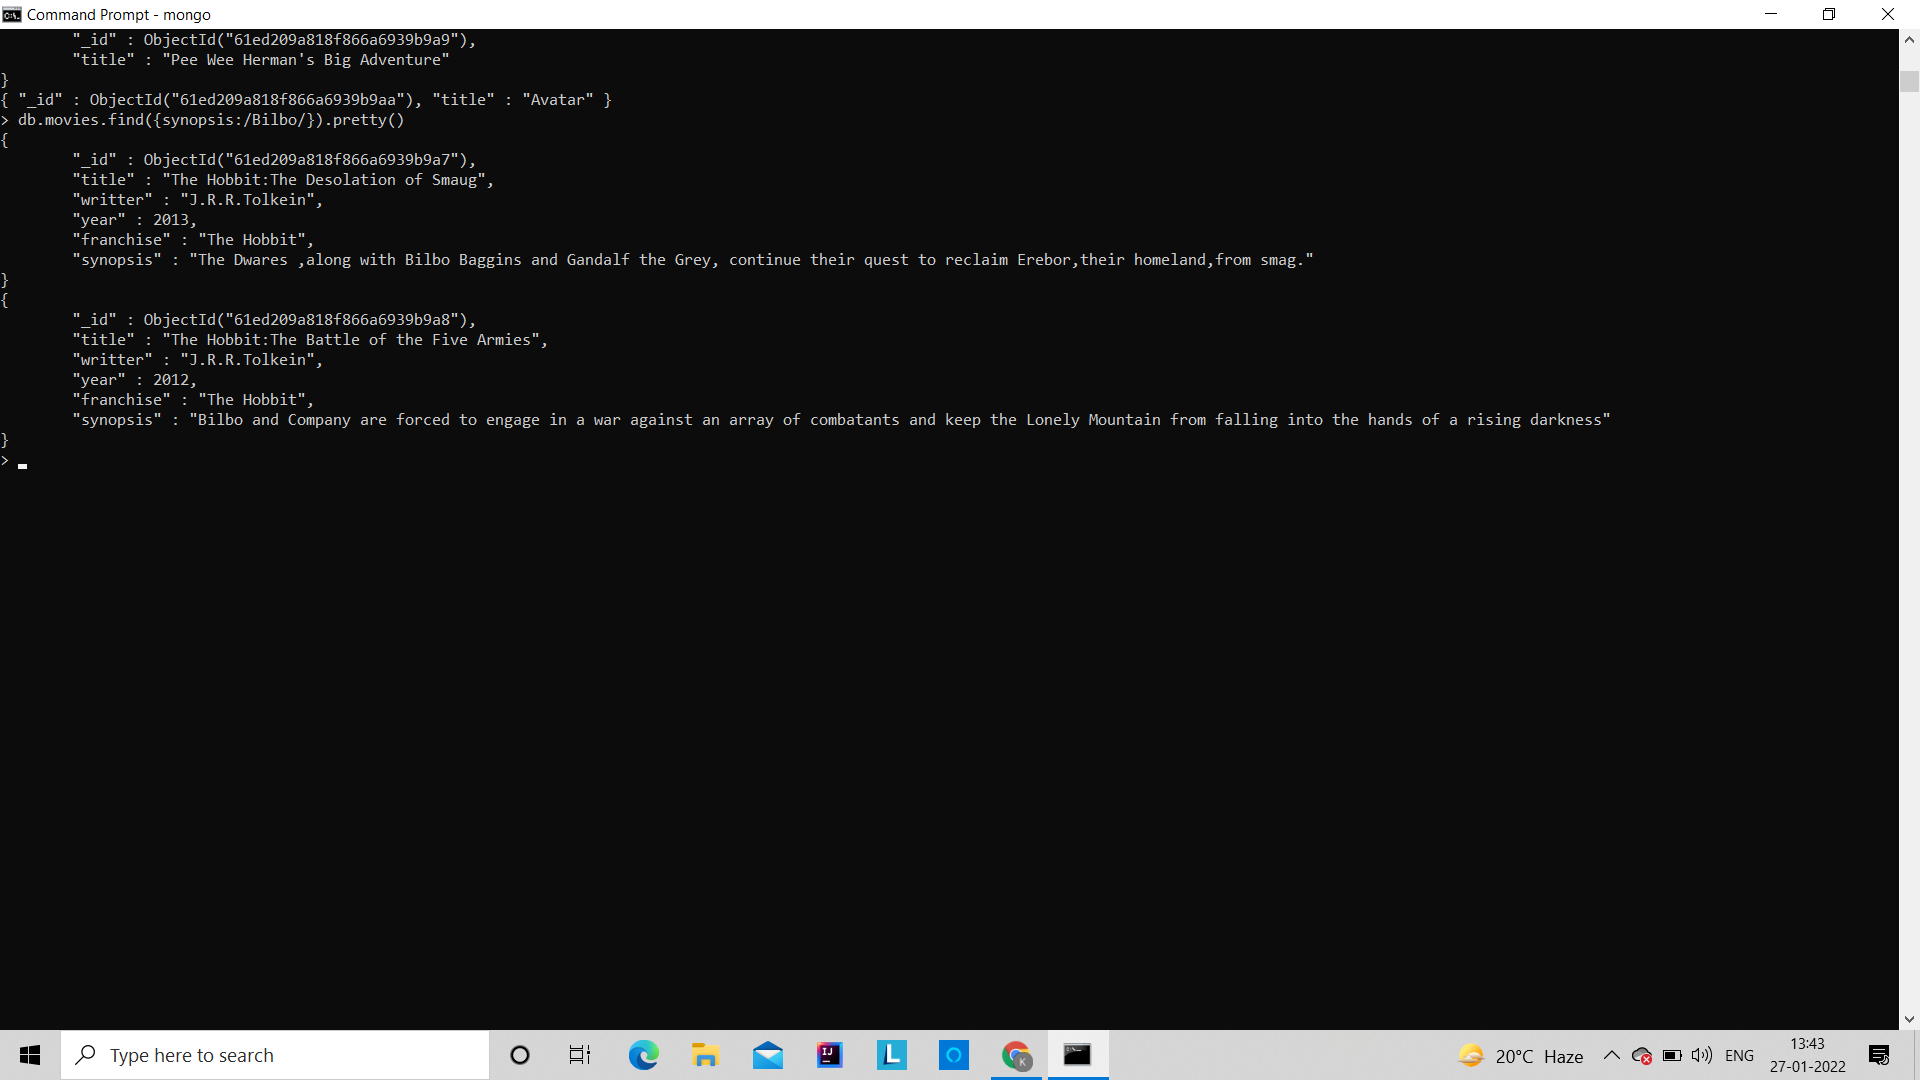 Command Prompt - mongo
"_id" : ObjectId("61ed209a818f866a6939b9a9"),
"title" : "Pee Wee Herman's Big Adventure"
}
{ "_id" : ObjectId("61ed209a818f866a6939b9aa"), "title" : "Avatar" }
> db.movies.find({synopsis:/Bilbo/}).pretty()
{
"_id" : ObjectId("61ed209a818f866a6939b9a7"),
"title" : "The Hobbit:The Desolation of Smaug",
"writter" : "J.R.R.Tolkein",
"year" : 2013,
"franchise" : "The Hobbit",
"synopsis" : "The Dwares ,along with Bilbo Baggins and Gandalf the Grey, continue their quest to reclaim Erebor,their homeland,from smag."
}
{
"_id" : ObjectId("61ed209a818f866a6939b9a8"),
"title" : "The Hobbit:The Battle of the Five Armies",
"writter" : "J.R.R.Tolkein",
"year" : 2012,
"franchise" : "The Hobbit",
"synopsis" : "Bilbo and Company are forced to engage in a war against an array of combatants and keep the Lonely Mountain from falling into the hands of a rising darkness"
}
>
Type here to search
IJ
L
K
20°C Haze
ENG
13:43
27-01-2022